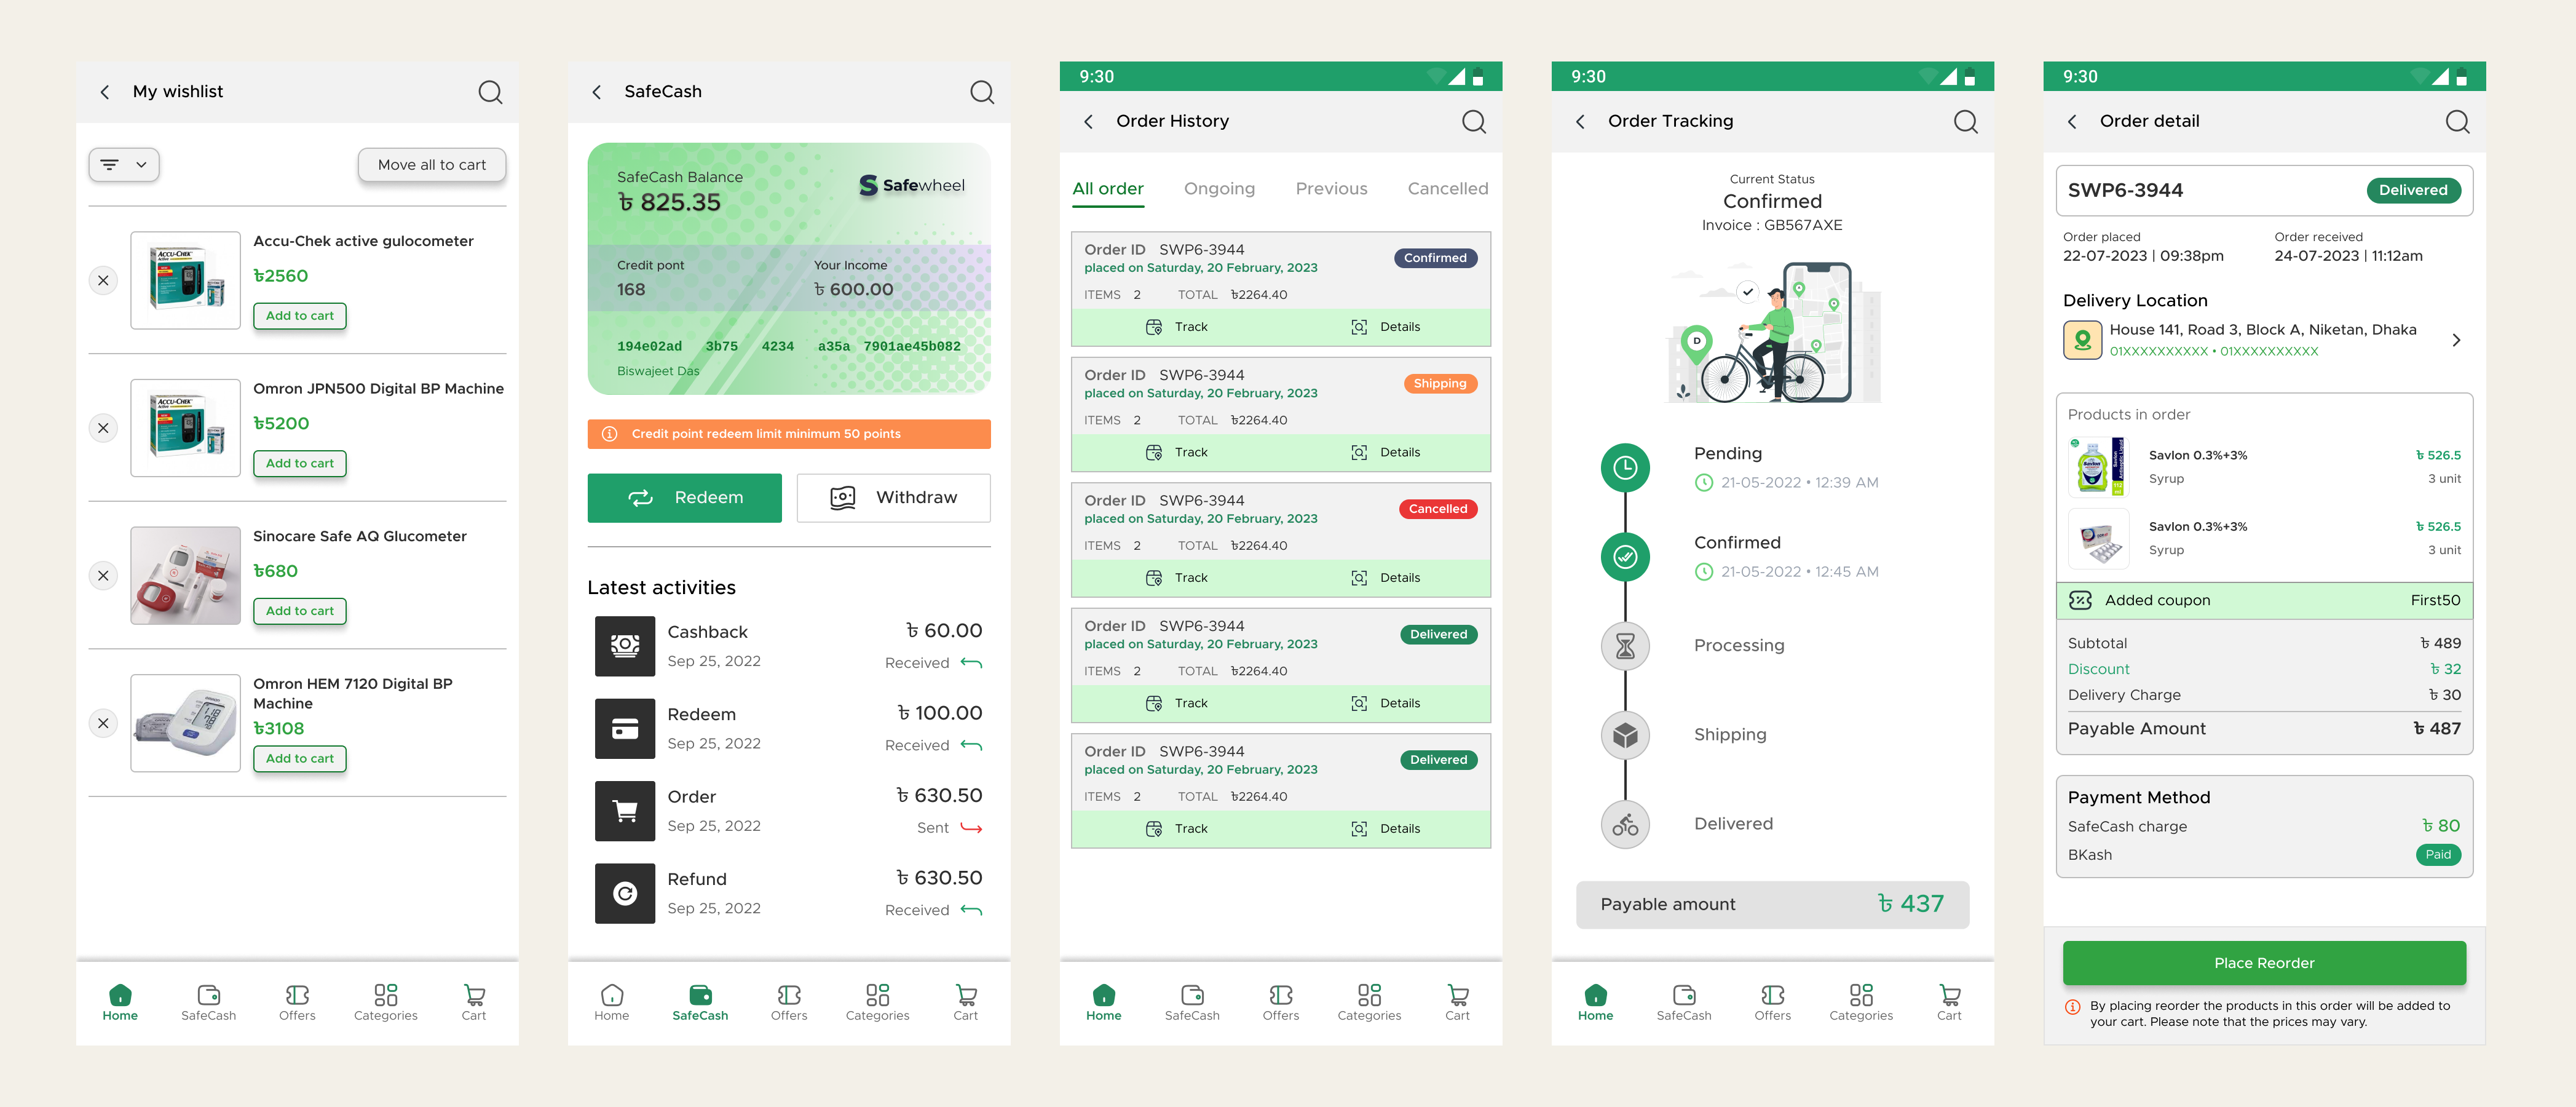 My wishlist
Move all to cart
Accu-Chek active gulocometer
৳2560
Add to cart
Omron JPN500 Digital BP Machine
৳5200
Add to cart
Sinocare Safe AQ Glucometer
৳680
Add to cart
Omron HEM 7120 Digital BP
Machine
৳3108
Add to cart
Home SafeCash Offers Categories Cart
SafeCash
SafeCash Balance
৳ 825.35
Safewheel
Credit pont Your Income
168 ৳ 600.00
194e02ad 3b75 4234 a35a 7901ae45b082
Biswajeet Das
Credit point redeem limit minimum 50 points
Redeem Withdraw
Latest activities
Cashback ৳ 60.00
Sep 25, 2022 Received
Redeem ৳ 100.00
Sep 25, 2022 Received
Order ৳ 630.50
Sep 25, 2022 Sent
Refund ৳ 630.50
Sep 25, 2022 Received
Home SafeCash Offers Categories Cart
9:30
Order History
All order Ongoing Previous Cancelled
Order ID SWP6-3944 Confirmed
placed on Saturday, 20 February, 2023
ITEMS 2 TOTAL ৳2264.40
Track Details
Order ID SWP6-3944 Shipping
placed on Saturday, 20 February, 2023
ITEMS 2 TOTAL ৳2264.40
Track Details
Order ID SWP6-3944 Cancelled
placed on Saturday, 20 February, 2023
ITEMS 2 TOTAL ৳2264.40
Track Details
Order ID SWP6-3944 Delivered
placed on Saturday, 20 February, 2023
ITEMS 2 TOTAL ৳2264.40
Track Details
Order ID SWP6-3944 Delivered
placed on Saturday, 20 February, 2023
ITEMS 2 TOTAL ৳2264.40
Track Details
Home SafeCash Offers Categories Cart
9:30
Order Tracking
Current Status
Confirmed
Invoice : GB567AXE
D
Pending
21-05-2022 • 12:39 AM
Confirmed
21-05-2022 • 12:45 AM
Processing
Shipping
Delivered
Payable amount ৳ 437
Home SafeCash Offers Categories Cart
9:30
Order detail
SWP6-3944 Delivered
Order placed Order received
22-07-2023 | 09:38pm 24-07-2023 | 11:12am
Delivery Location
House 141, Road 3, Block A, Niketan, Dhaka
01XXXXXXXXXX • 01XXXXXXXXXX
Products in order
Savlon 0.3%+3% ৳ 526.5
Syrup 3 unit
Savlon 0.3%+3% ৳ 526.5
Syrup 3 unit
Added coupon First50
Subtotal ৳ 489
Discount ৳ 32
Delivery Charge ৳ 30
Payable Amount ৳ 487
Payment Method
SafeCash charge ৳ 80
BKash Paid
Place Reorder
By placing reorder the products in this order will be added to
your cart. Please note that the prices may vary.